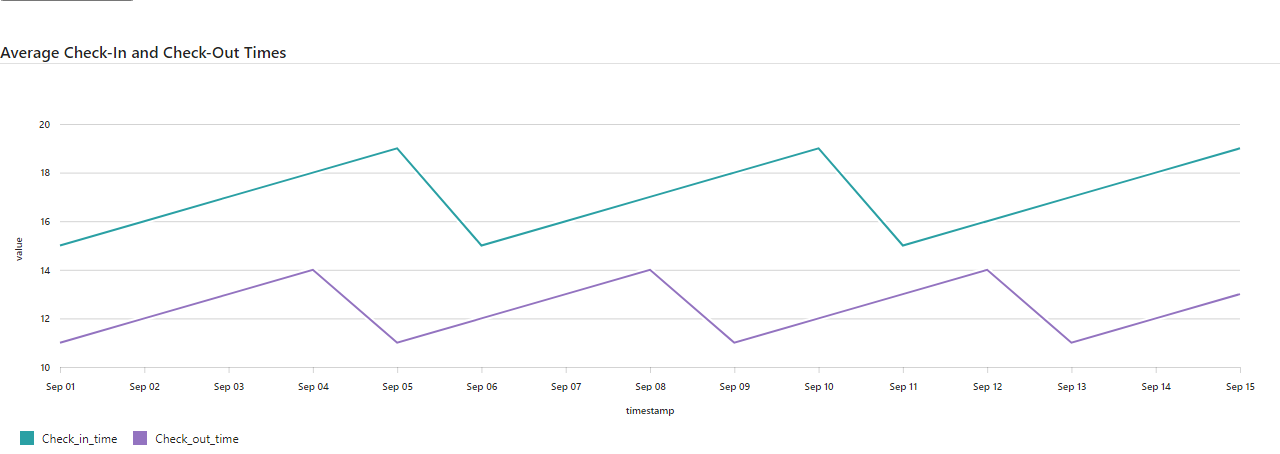 Average Check-In and Check-Out Times
20
18
16
14
12
10
value
Sep 01 Sep 02 Sep 03 Sep 04 Sep 05 Sep 06 Sep 07 Sep 08 Sep 09 Sep 10 Sep 11 Sep 12 Sep 13 Sep 14 Sep 15
timestamp
Check_in_time Check_out_time